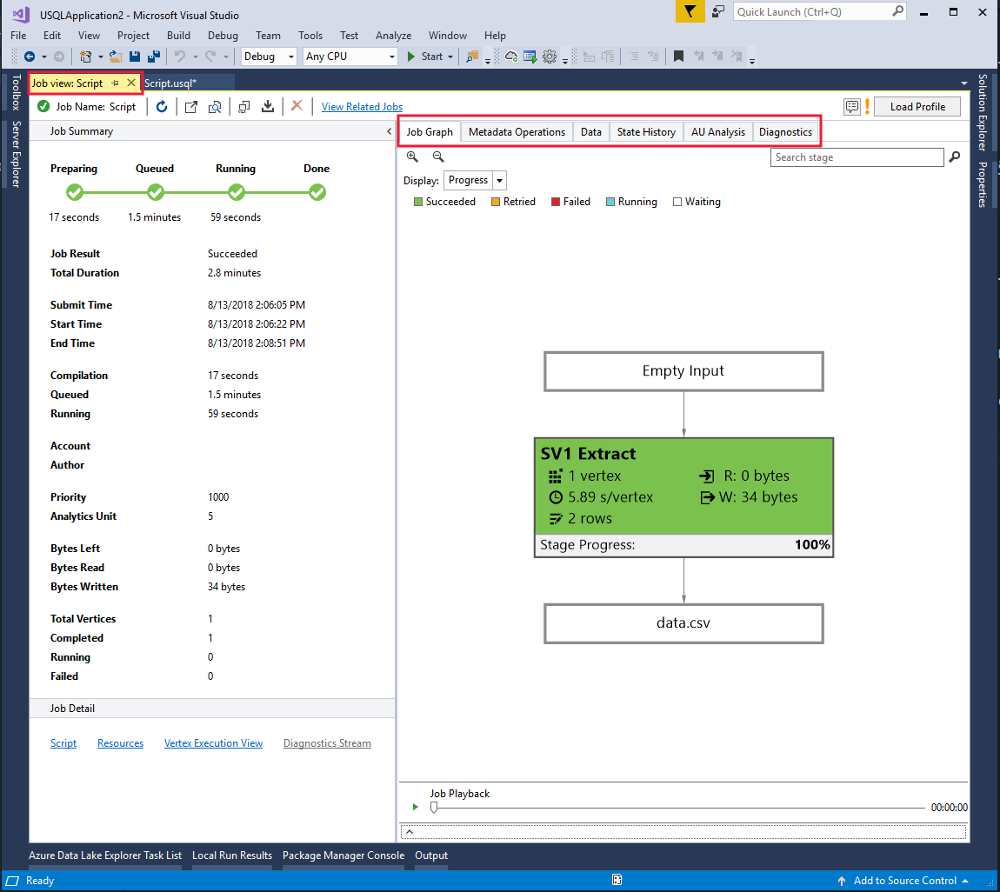 USQLApplication2 - Microsoft Visual Studio
Quick Launch (Ctrl+Q)
File Edit View Project Build Debug Team Tools Test Analyze Window Help
Debug Any CPU Start
Toolbox
Server Explorer
Job view: Script Script.usql*
Job Name: Script View Related Jobs
Load Profile
Job Summary
Preparing Queued Running Done
17 seconds 1.5 minutes 59 seconds
Job Result Succeeded
Total Duration 2.8 minutes
Submit Time 8/13/2018 2:06:05 PM
Start Time 8/13/2018 2:06:22 PM
End Time 8/13/2018 2:08:51 PM
Compilation 17 seconds
Queued 1.5 minutes
Running 59 seconds
Account
Author
Priority 1000
Analytics Unit 5
Bytes Left 0 bytes
Bytes Read 0 bytes
Bytes Written 34 bytes
Total Vertices 1
Completed 1
Running 0
Failed 0
Job Detail
Script Resources Vertex Execution View Diagnostics Stream
Job Graph Metadata Operations Data State History AU Analysis Diagnostics
Search stage
Display: Progress
Succeeded Retried Failed Running Waiting
Empty Input
SV1 Extract
1 vertex R: 0 bytes
5.89 s/vertex W: 34 bytes
2 rows
Stage Progress: 100%
data.csv
Job Playback
00:00:00
Solution Explorer
Properties
Azure Data Lake Explorer Task List Local Run Results Package Manager Console Output
Ready Add to Source Control